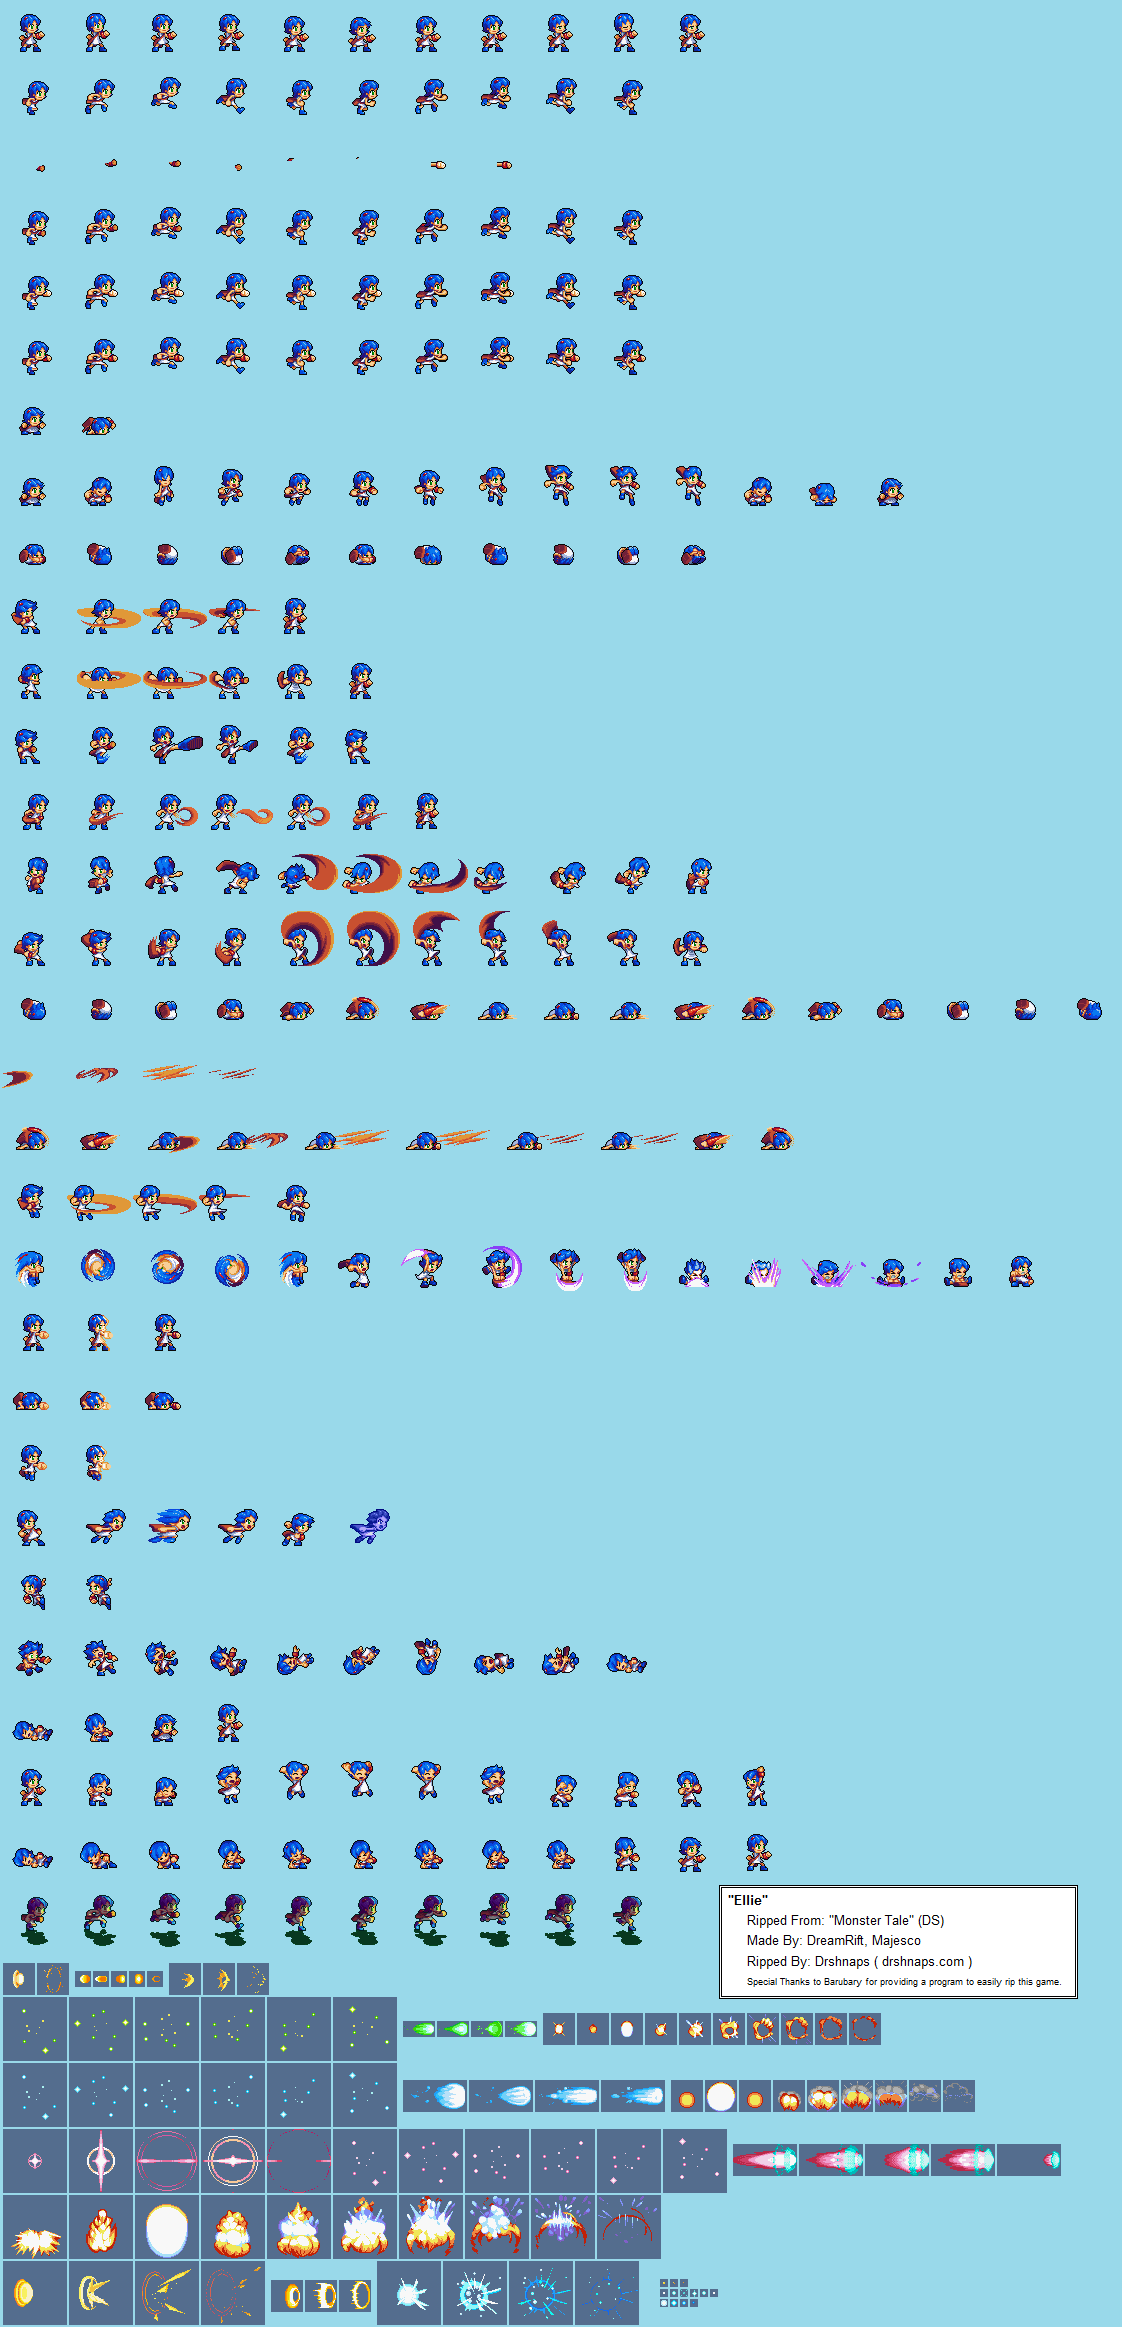 "Ellie"
Ripped From: "Monster Tale" (DS)
Made By: DreamRift, Majesco
Ripped By: Drshnaps ( drshnaps.com )
Special Thanks to Barubary for providing a program to easily rip this game.